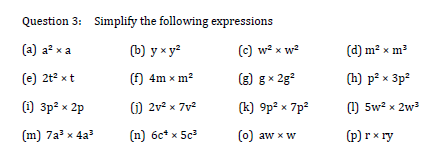 Question 3: Simplify the following expressions
(a) a² × a (b) y × y² (c) w² × w² (d) m² × m³
(e) 2t² × t (f) 4m × m² (g) g × 2g² (h) p² × 3p²
(i) 3p² × 2p (j) 2v² × 7v² (k) 9p² × 7p² (l) 5w² × 2w³
(m) 7a³ × 4a³ (n) 6c⁴ × 5c³ (o) aw × w (p) r × ry